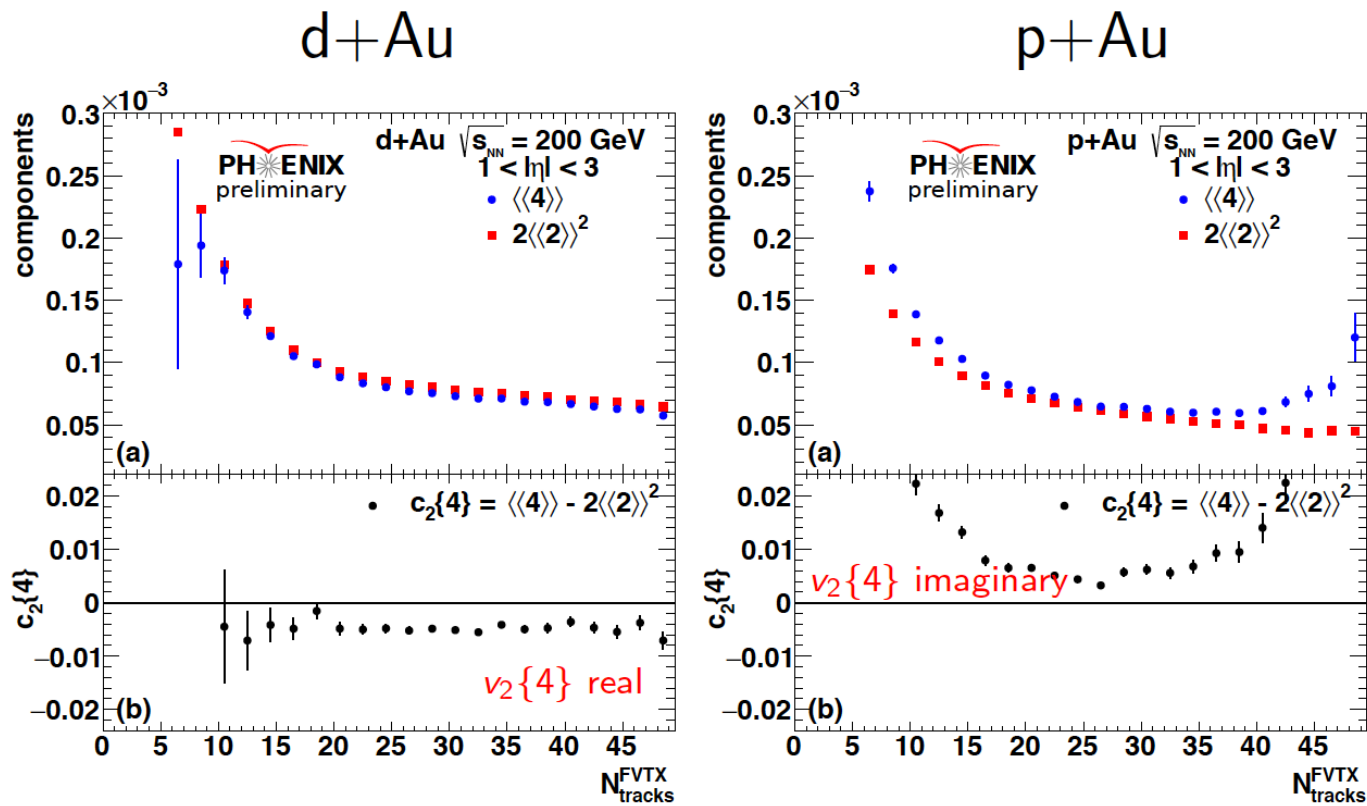 d+Au
×10⁻³
components
0.3
0.25
0.2
0.15
0.1
0.05
PHENIX
preliminary
d+Au √sNN = 200 GeV
1 < |η| < 3
⟨⟨4⟩⟩
2⟨⟨2⟩⟩²
(a)
c₂{4}
0.02
0.01
0
−0.01
−0.02
c₂{4} = ⟨⟨4⟩⟩ - 2⟨⟨2⟩⟩²
v₂{4} real
(b)
0 5 10 15 20 25 30 35 40 45
N FVTX tracks
p+Au
×10⁻³
components
0.3
0.25
0.2
0.15
0.1
0.05
PHENIX
preliminary
p+Au √sNN = 200 GeV
1 < |η| < 3
⟨⟨4⟩⟩
2⟨⟨2⟩⟩²
(a)
c₂{4}
0.02
0.01
0
−0.01
−0.02
c₂{4} = ⟨⟨4⟩⟩ - 2⟨⟨2⟩⟩²
v₂{4} imaginary
(b)
0 5 10 15 20 25 30 35 40 45
N FVTX tracks